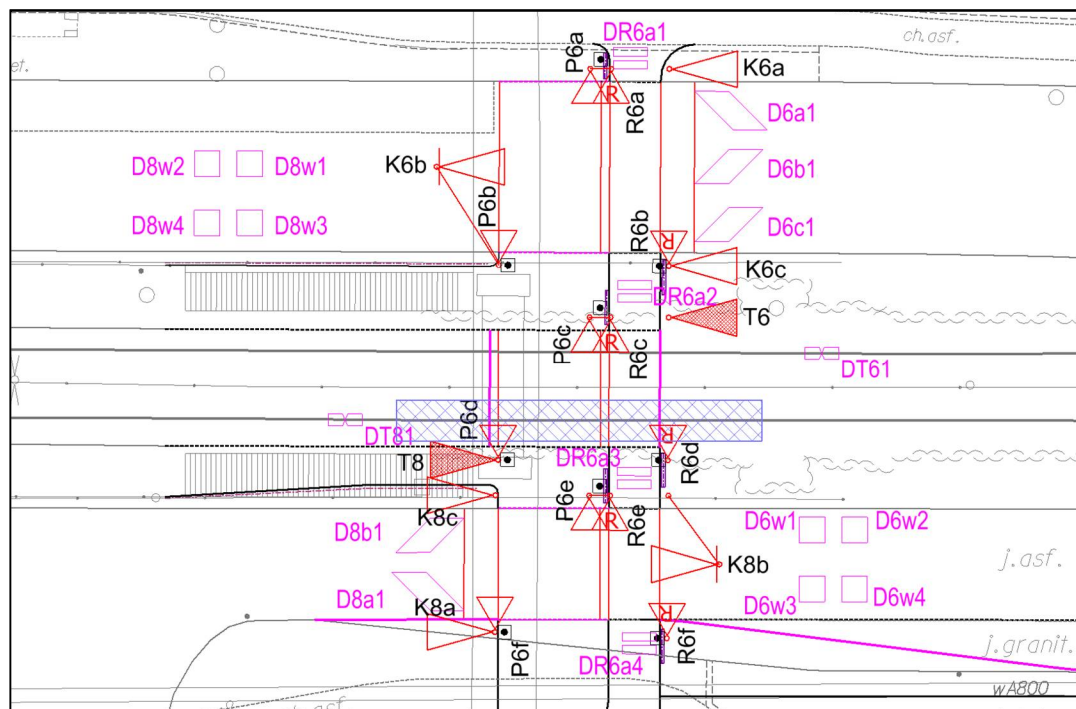 DR6a1
ch.asf.
et.
P6a
K6a
R6a
D6a1
D8w2
D8w1
K6b
D6b1
P6b
D8w4
D8w3
R6b
D6c1
R
K6c
DR6a2
T6
R
P6c
R6c
DT61
P6d
R
DT81
T8
DR6a3
R6d
K8c
P6e
R
R6e
D8b1
D6w1
D6w2
K8b
j.asf.
D8a1
K8a
D6w3
D6w4
R
P6f
R6f
DR6a4
j.granit.
wA800
R